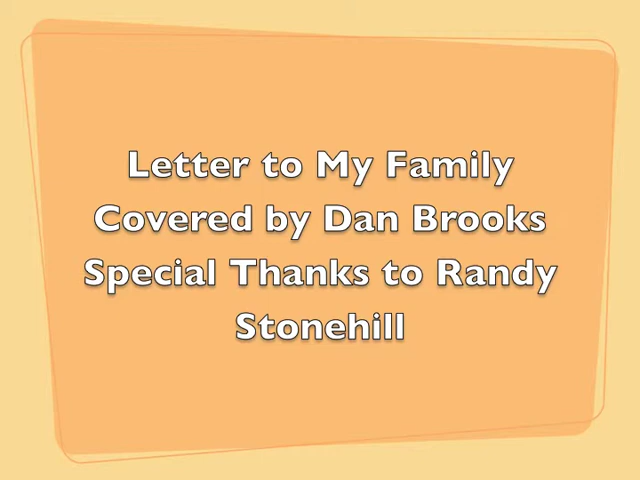 Letter to My Family
Covered by Dan Brooks
Special Thanks to Randy
Stonehill